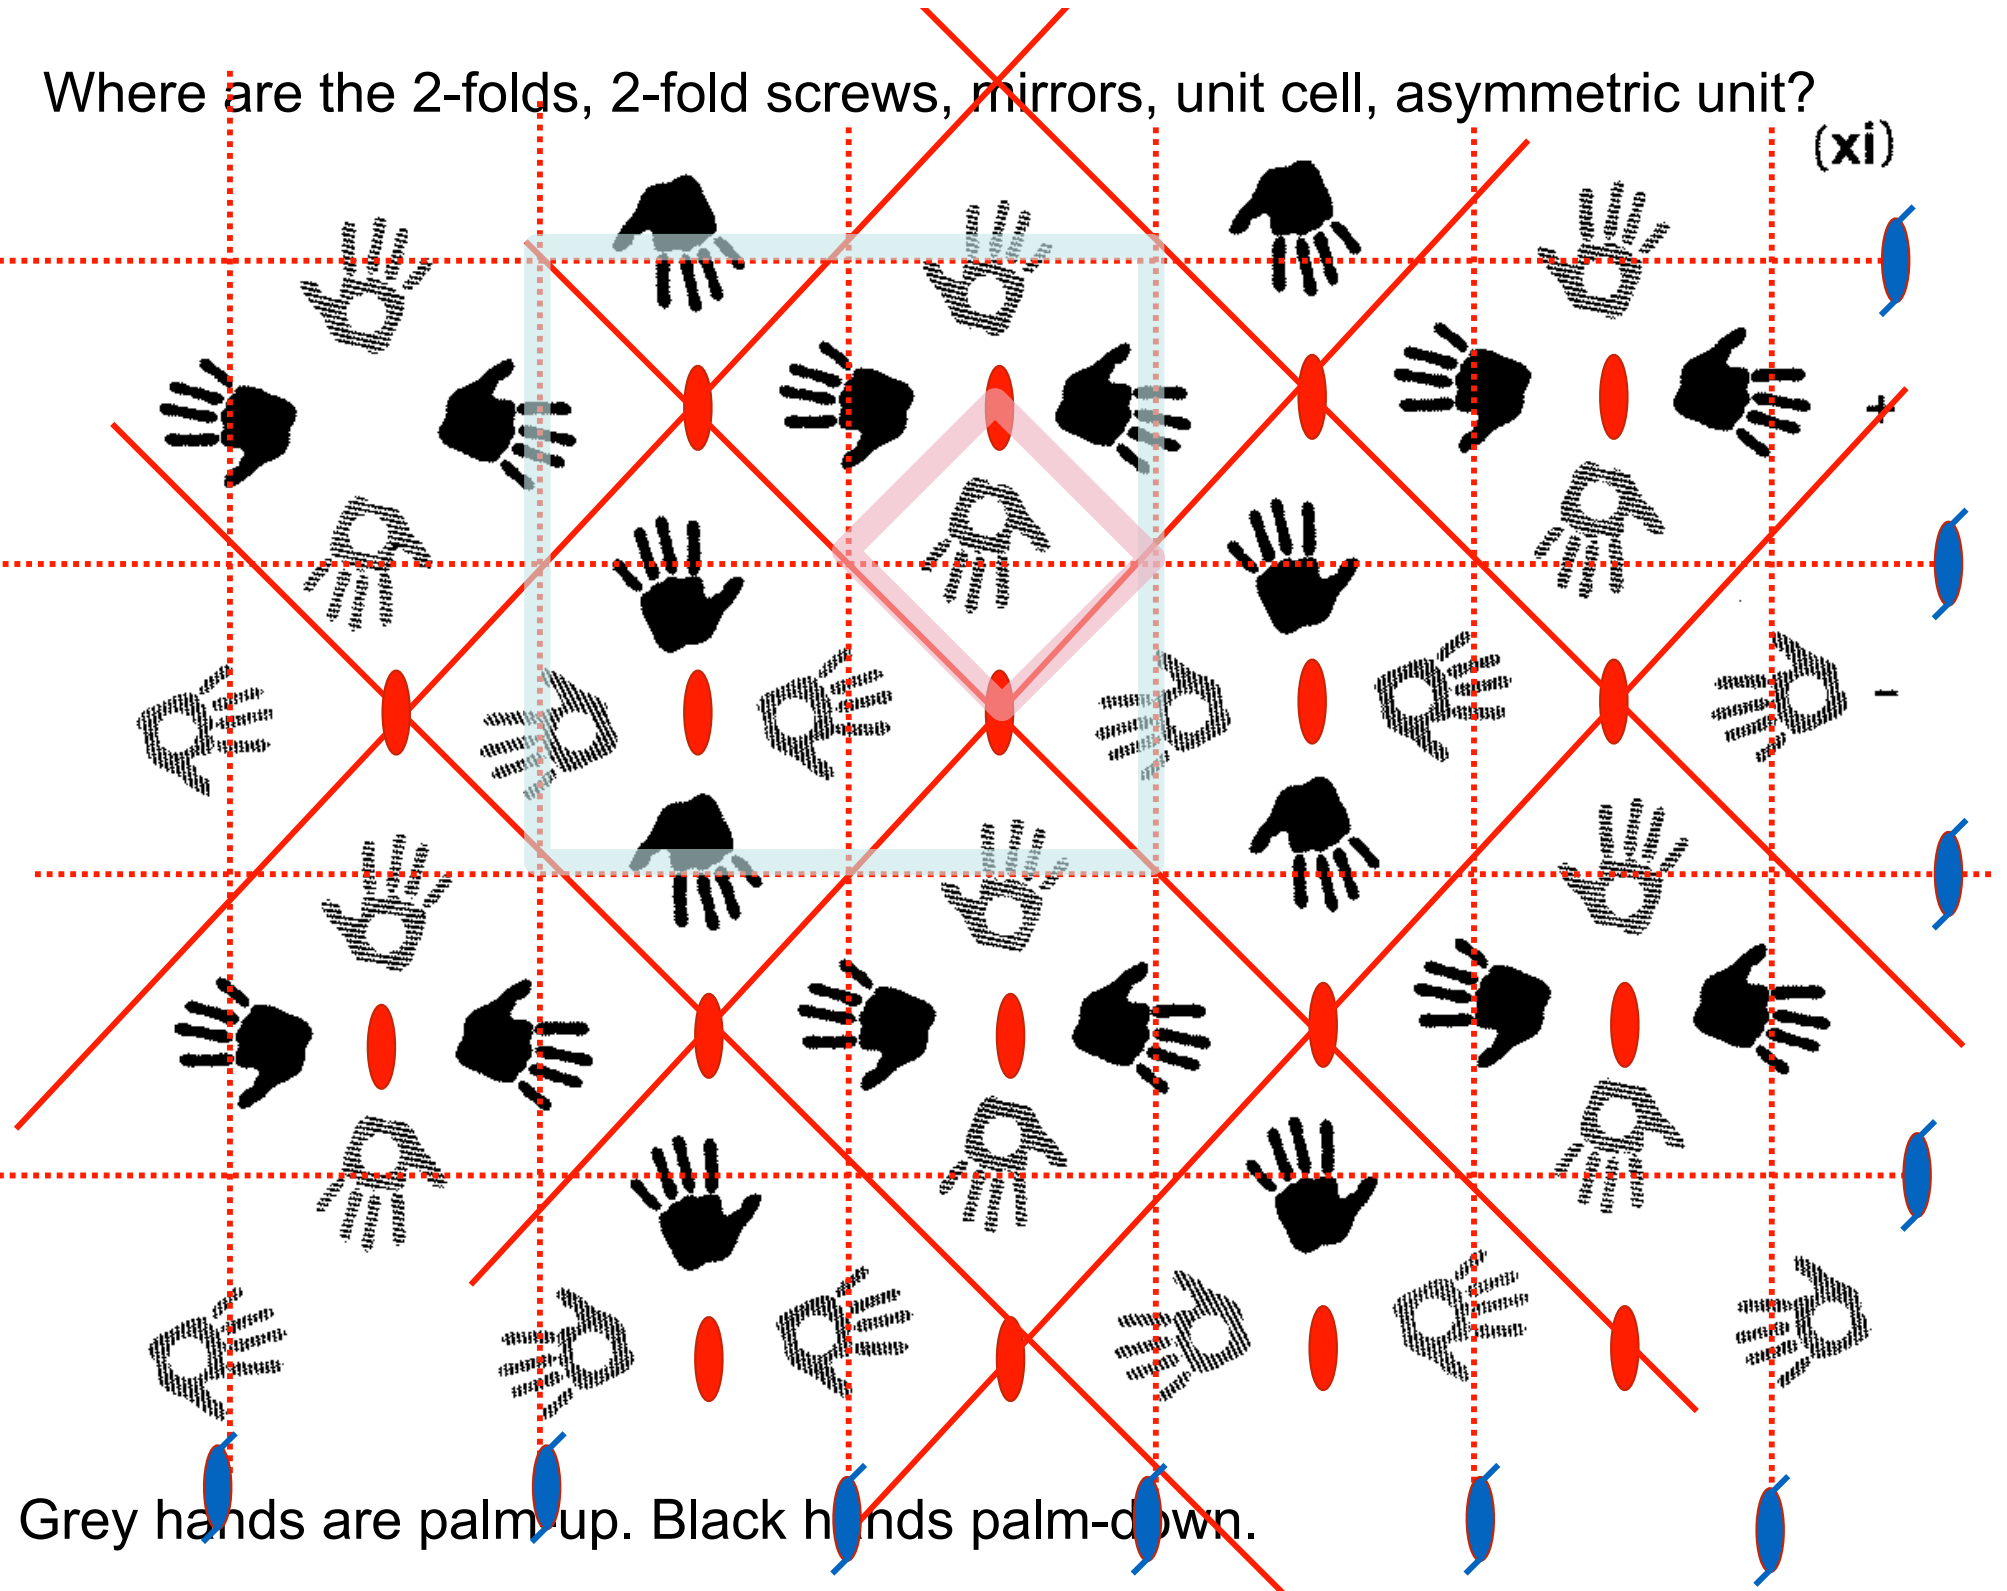 Where are the 2-folds, 2-fold screws, mirrors, unit cell, asymmetric unit?
(xi)
+
–
Grey hands are palm-up. Black hands palm-down.